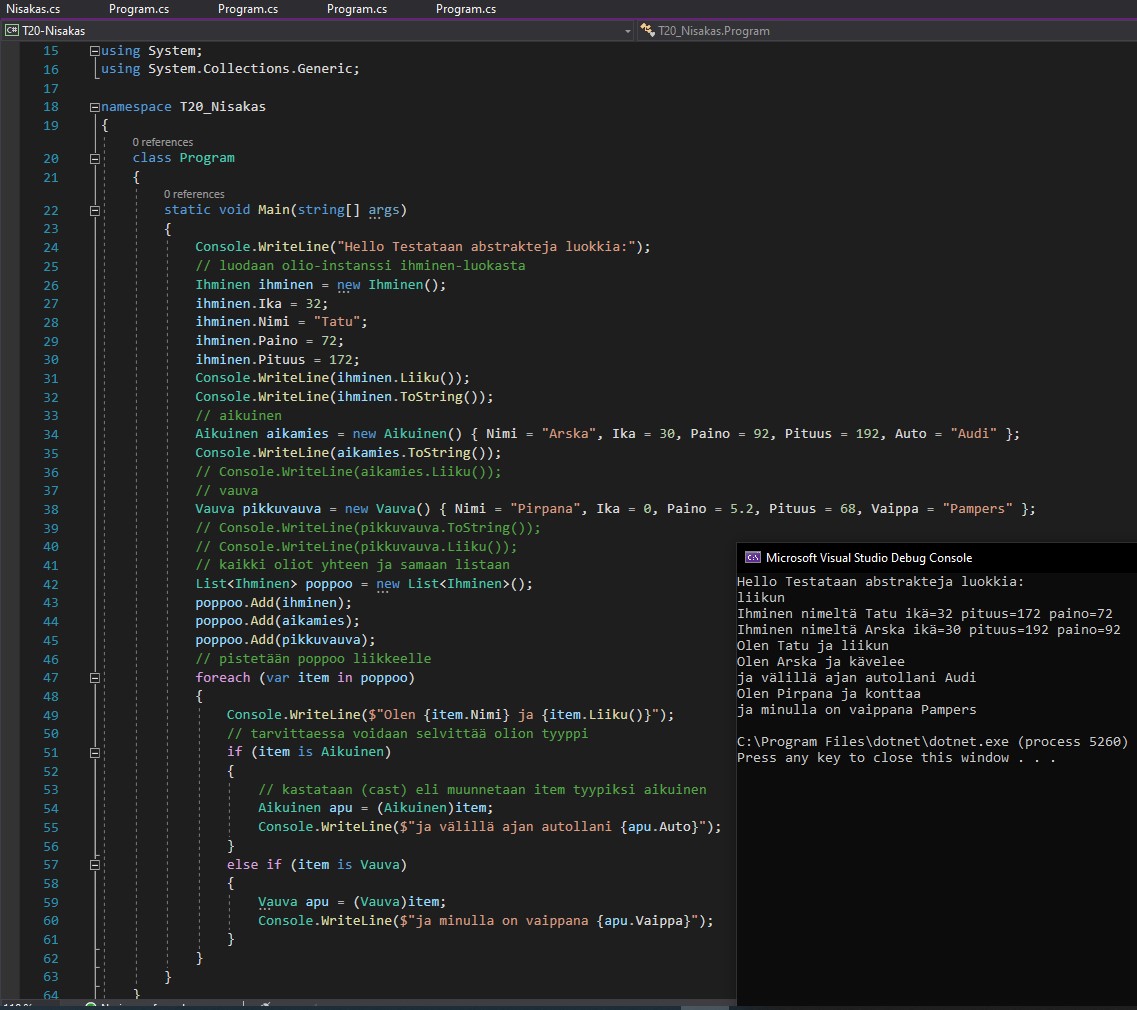 Nisakas.cs Program.cs Program.cs Program.cs Program.cs
C# T20-Nisakas T20_Nisakas.Program
15 using System;
16 using System.Collections.Generic;
17
18 namespace T20_Nisakas
19 {
0 references
20 class Program
21 {
0 references
22 static void Main(string[] args)
23 {
24 Console.WriteLine("Hello Testataan abstrakteja luokkia:");
25 // luodaan olio-instanssi ihminen-luokasta
26 Ihminen ihminen = new Ihminen();
27 ihminen.Ika = 32;
28 ihminen.Nimi = "Tatu";
29 ihminen.Paino = 72;
30 ihminen.Pituus = 172;
31 Console.WriteLine(ihminen.Liiku());
32 Console.WriteLine(ihminen.ToString());
33 // aikuinen
34 Aikuinen aikamies = new Aikuinen() { Nimi = "Arska", Ika = 30, Paino = 92, Pituus = 192, Auto = "Audi" };
35 Console.WriteLine(aikamies.ToString());
36 // Console.WriteLine(aikamies.Liiku());
37 // vauva
38 Vauva pikkuvauva = new Vauva() { Nimi = "Pirpana", Ika = 0, Paino = 5.2, Pituus = 68, Vaippa = "Pampers" };
39 // Console.WriteLine(pikkuvauva.ToString());
40 // Console.WriteLine(pikkuvauva.Liiku());
41 // kaikki oliot yhteen ja samaan listaan
42 List<Ihminen> poppoo = new List<Ihminen>();
43 poppoo.Add(ihminen);
44 poppoo.Add(aikamies);
45 poppoo.Add(pikkuvauva);
46 // pistetään poppoo liikkeelle
47 foreach (var item in poppoo)
48 {
49 Console.WriteLine($"Olen {item.Nimi} ja {item.Liiku()}");
50 // tarvittaessa voidaan selvittää olion tyyppi
51 if (item is Aikuinen)
52 {
53 // kastataan (cast) eli muunnetaan item tyypiksi aikuinen
54 Aikuinen apu = (Aikuinen)item;
55 Console.WriteLine($"ja välillä ajan autollani {apu.Auto}");
56 }
57 else if (item is Vauva)
58 {
59 Vauva apu = (Vauva)item;
60 Console.WriteLine($"ja minulla on vaippana {apu.Vaippa}");
61 }
62 }
63 }
64 }
C:\ Microsoft Visual Studio Debug Console
Hello Testataan abstrakteja luokkia:
liikun
Ihminen nimeltä Tatu ikä=32 pituus=172 paino=72
Ihminen nimeltä Arska ikä=30 pituus=192 paino=92
Olen Tatu ja liikun
Olen Arska ja kävelee
ja välillä ajan autollani Audi
Olen Pirpana ja konttaa
ja minulla on vaippana Pampers
C:\Program Files\dotnet\dotnet.exe (process 5260)
Press any key to close this window . . .